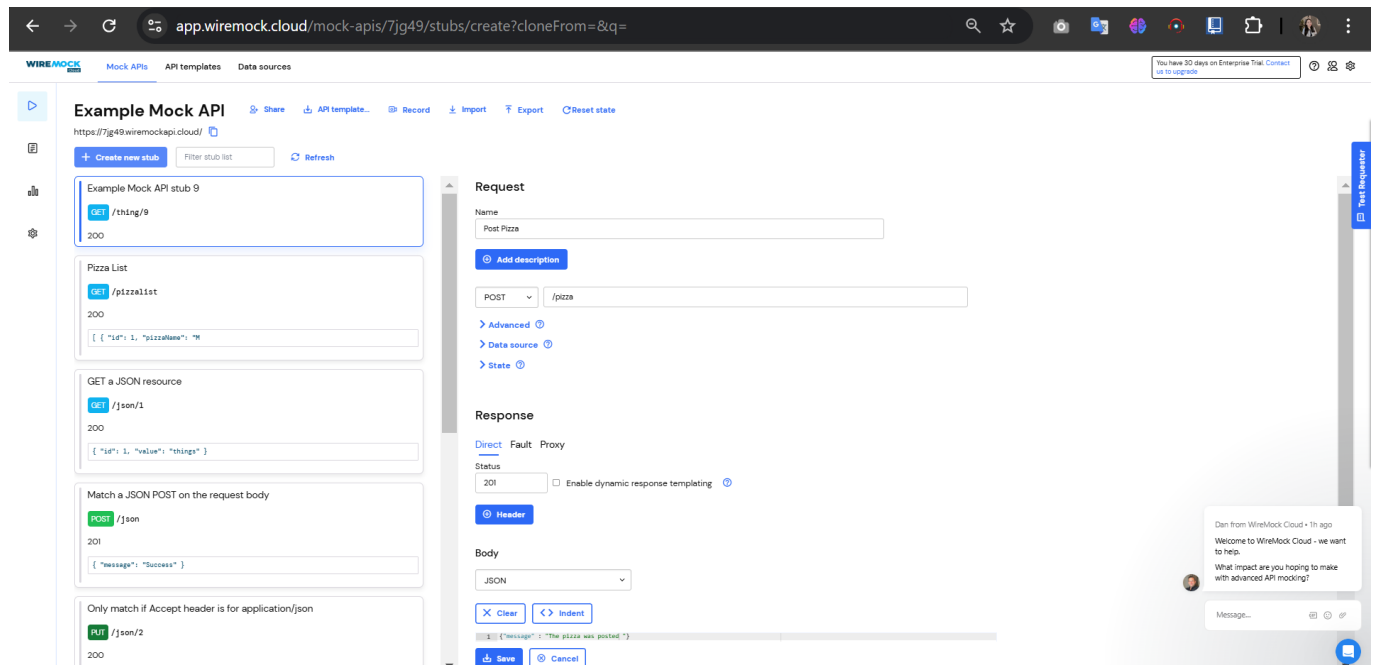 app.wiremock.cloud/mock-apis/7jg49/stubs/create?cloneFrom=&q=
WIREMOCK
CLOUD
Mock APIs API templates Data sources
You have 30 days on Enterprise Trial. Contact
us to upgrade
Example Mock API
Share API template... Record Import Export Reset state
https://7jg49.wiremockapi.cloud/
Create new stub Filter stub list Refresh
Example Mock API stub 9
GET /thing/9
200
Pizza List
GET /pizzalist
200
[ { "id": 1, "pizzaName": "M
GET a JSON resource
GET /json/1
200
{ "id": 1, "value": "things" }
Match a JSON POST on the request body
POST /json
201
{ "message": "Success" }
Only match if Accept header is for application/json
PUT /json/2
200
Request
Name
Post Pizza
Add description
POST /pizza
Advanced
Data source
State
Response
Direct Fault Proxy
Status
201 Enable dynamic response templating
Header
Body
JSON
Clear Indent
1 {"message" : "The pizza was posted "}
Save Cancel
Test Requester
Dan from WireMock Cloud • 1h ago
Welcome to WireMock Cloud - we want
to help.
What impact are you hoping to make
with advanced API mocking?
Message...